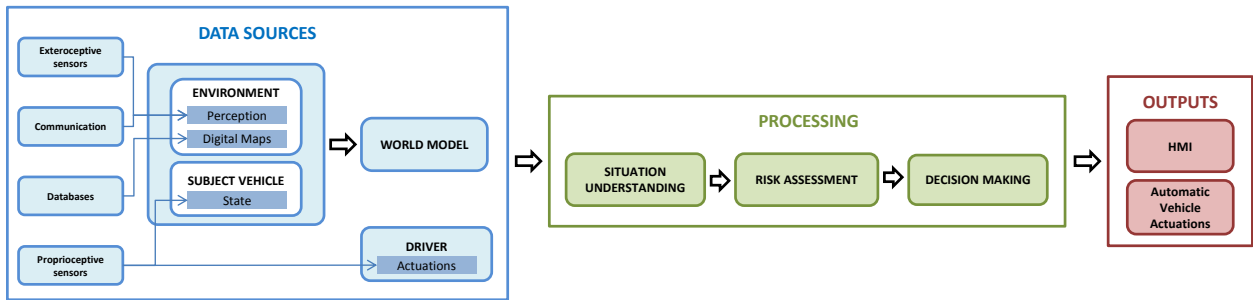 DATA SOURCES
Exteroceptive
sensors
Communication
Databases
Proprioceptive
sensors
ENVIRONMENT
Perception
Digital Maps
SUBJECT VEHICLE
State
WORLD MODEL
DRIVER
Actuations
PROCESSING
SITUATION
UNDERSTANDING
RISK ASSESSMENT
DECISION MAKING
OUTPUTS
HMI
Automatic
Vehicle
Actuations